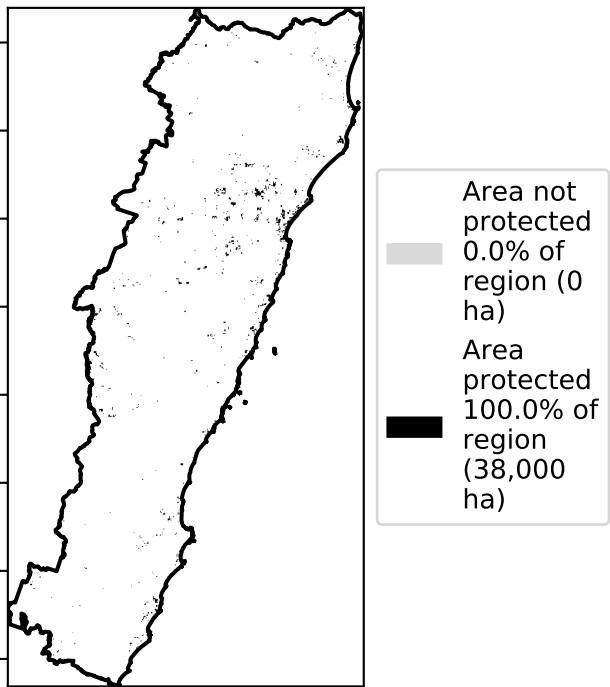 Area not
protected
0.0% of
region (0
ha)
Area
protected
100.0% of
region
(38,000
ha)